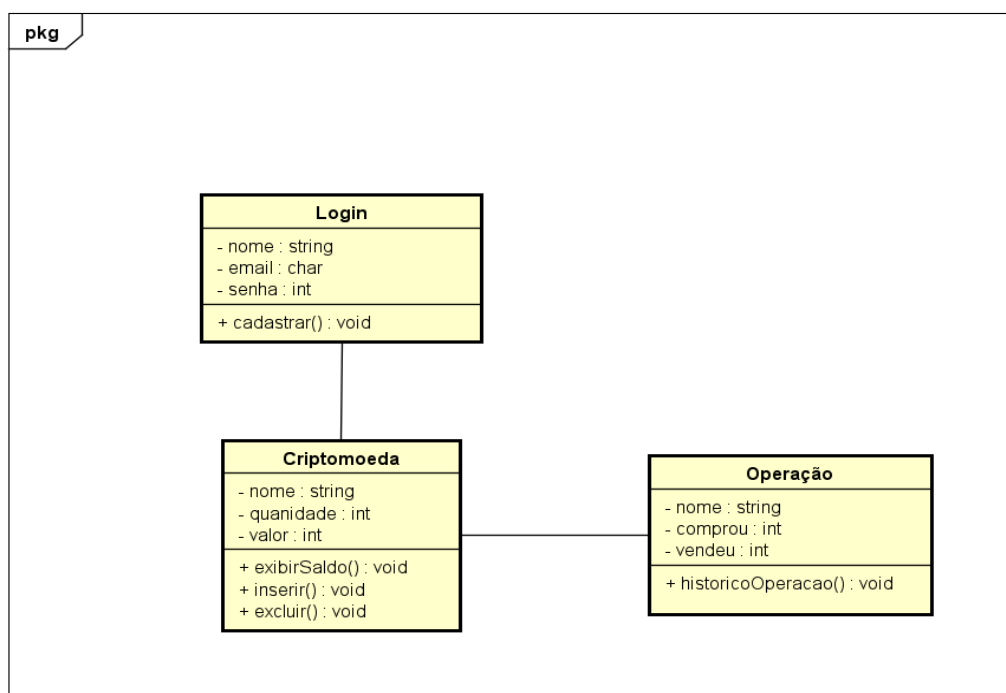 pkg
Login
- nome : string
- email : char
- senha : int
+ cadastrar() : void
Criptomoeda
- nome : string
- quanidade : int
- valor : int
+ exibirSaldo() : void
+ inserir() : void
+ excluir() : void
Operação
- nome : string
- comprou : int
- vendeu : int
+ historicoOperacao() : void